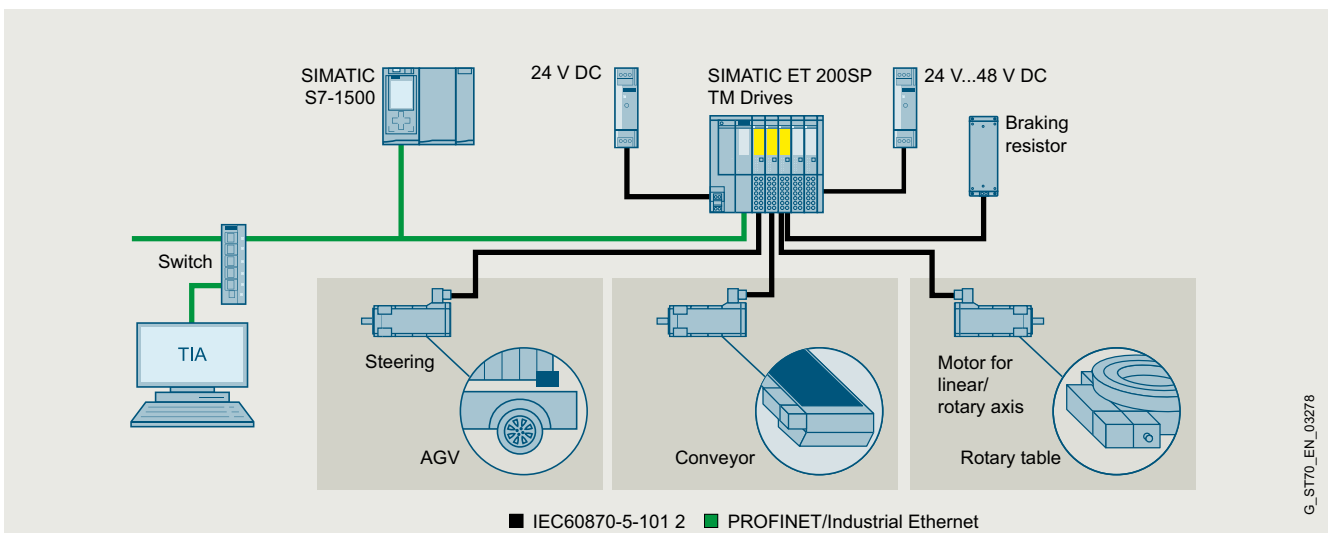 SIMATIC
S7-1500
24 V DC
SIMATIC ET 200SP
TM Drives
24 V...48 V DC
Braking
resistor
Switch
TIA
Steering
AGV
Conveyor
Motor for
linear/
rotary axis
Rotary table
IEC60870-5-101 2
PROFINET/Industrial Ethernet
G_ST70_EN_03278